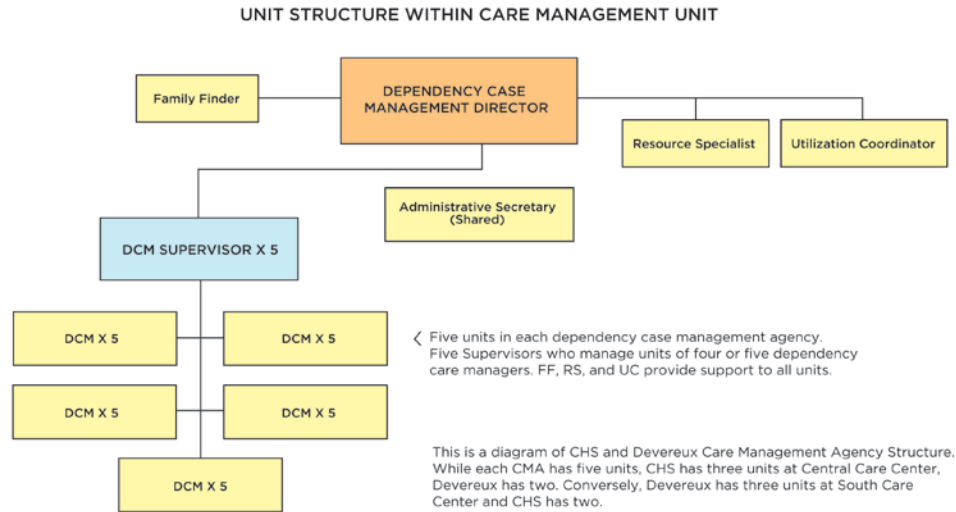 UNIT STRUCTURE WITHIN CARE MANAGEMENT UNIT
Family Finder
DEPENDENCY CASE
MANAGEMENT DIRECTOR
Resource Specialist
Utilization Coordinator
Administrative Secretary
(Shared)
DCM SUPERVISOR X 5
DCM X 5
DCM X 5
DCM X 5
DCM X 5
DCM X 5
Five units in each dependency case management agency.
Five Supervisors who manage units of four or five dependency
care managers. FF, RS, and UC provide support to all units.
This is a diagram of CHS and Devereux Care Management Agency Structure.
While each CMA has five units, CHS has three units at Central Care Center,
Devereux has two. Conversely, Devereux has three units at South Care
Center and CHS has two.